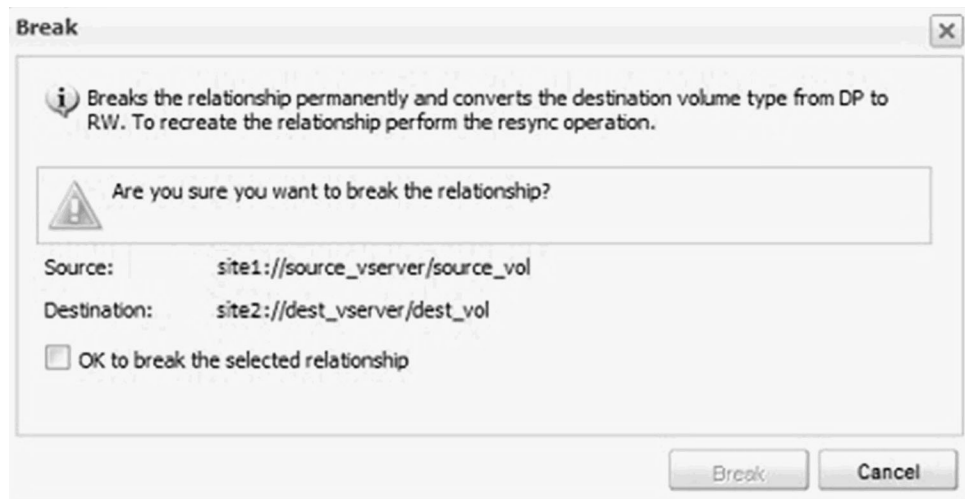 Break
Breaks the relationship permanently and converts the destination volume type from DP to
RW. To recreate the relationship perform the resync operation.
Are you sure you want to break the relationship?
Source: site1://source_vserver/source_vol
Destination: site2://dest_vserver/dest_vol
OK to break the selected relationship
Break Cancel